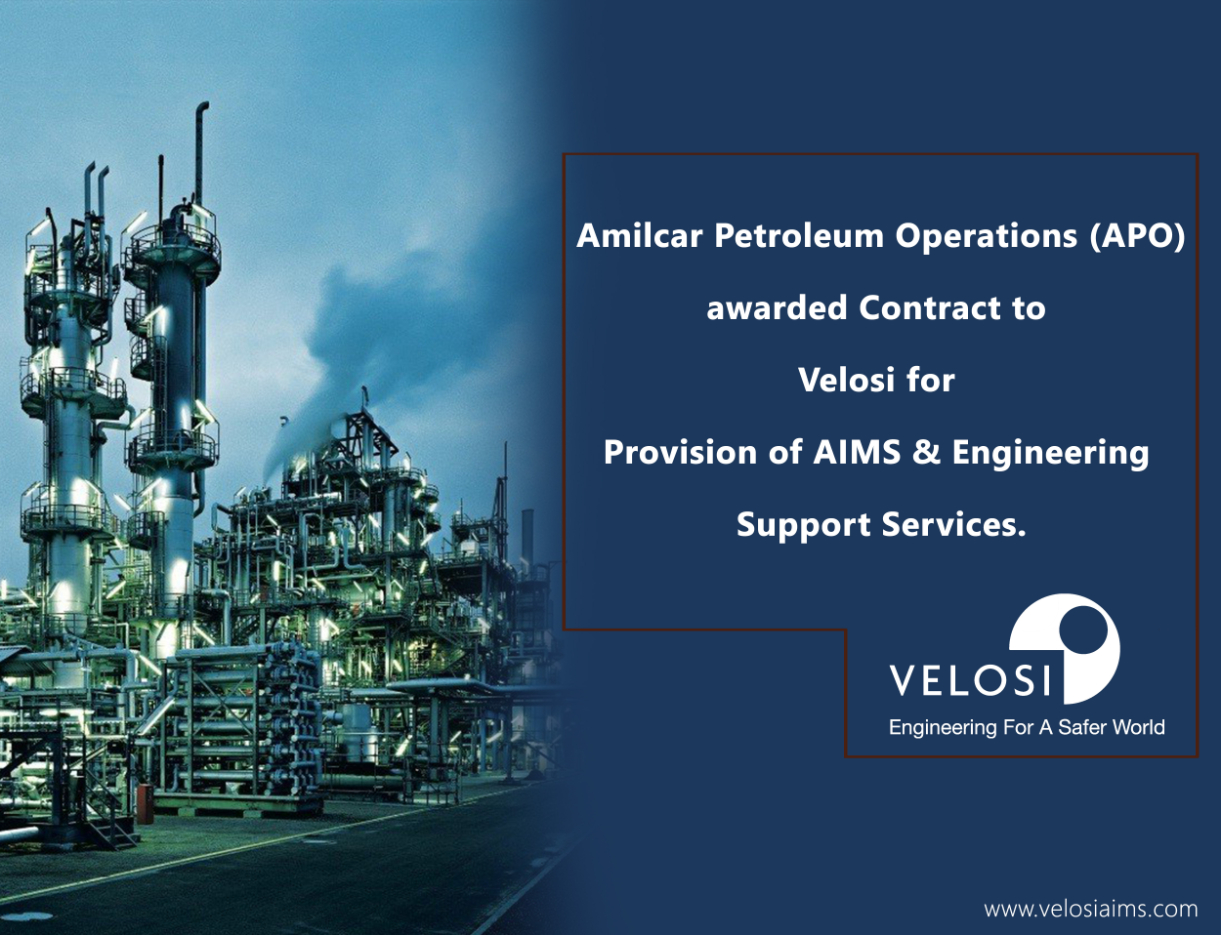 Amilcar Petroleum Operations (APO)
awarded Contract to
Velosi for
Provision of AIMS & Engineering
Support Services.
VELOSI
Engineering For A Safer World
www.velosiaims.com